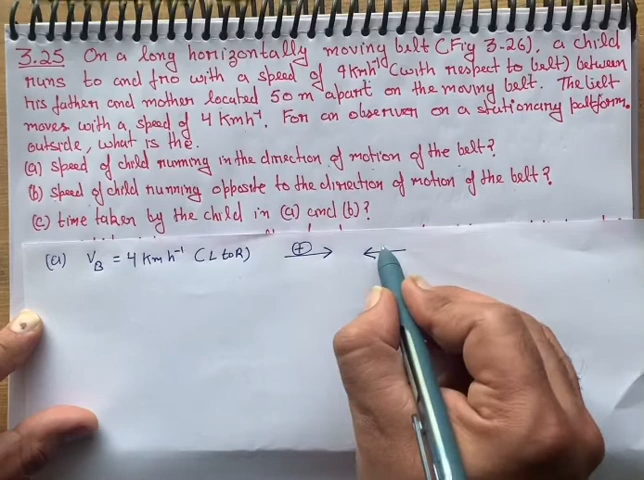 3.25 On a long horizontally moving belt (Fig 3.26), a child
runs to and fro with a speed of 9 Kmh⁻¹ (with respect to belt) between
his father and mother located 50 m apart on the moving belt. The belt
moves with a speed of 4 Kmh⁻¹. For an observer on a stationary paltform
outside, what is the.
(a) speed of child running in the direction of motion of the belt?
(b) speed of child running opposite to the direction of motion of the belt?
(c) time taken by the child in (a) and (b)?
(a) V_B = 4 Kmh⁻¹ (L to R) (+) → ←